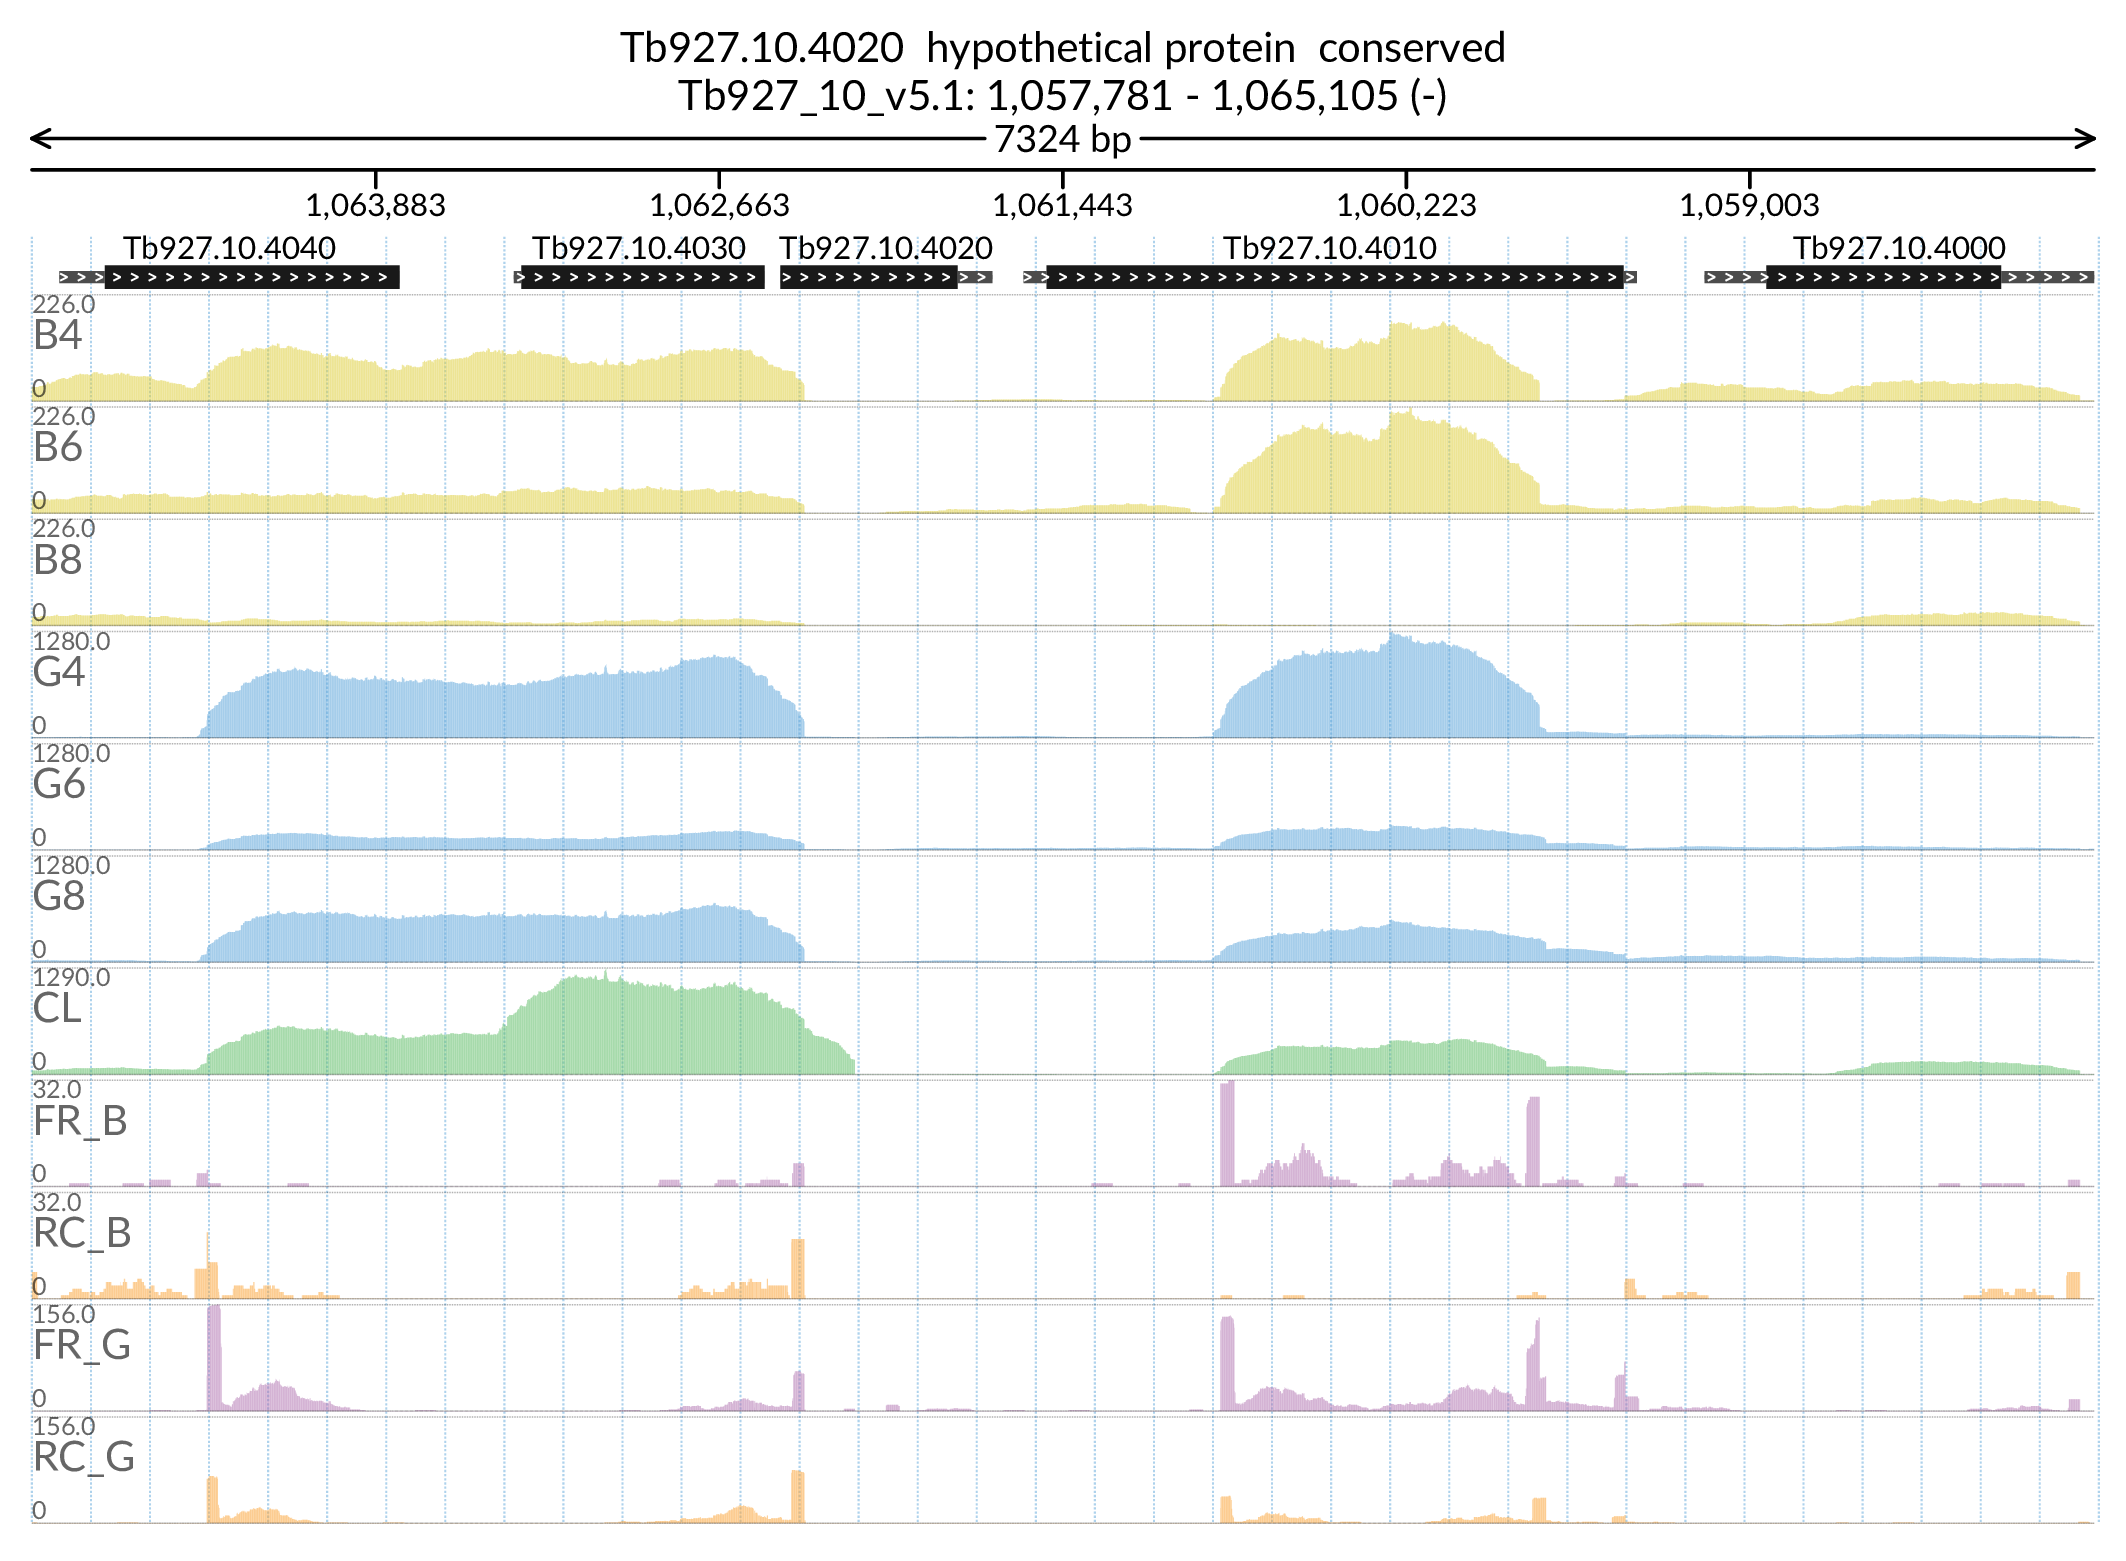 Tb927.10.4020  hypothetical protein  conserved
Tb927_10_v5.1: 1,057,781 - 1,065,105 (-)
7324 bp
1,063,883 1,062,663 1,061,443 1,060,223 1,059,003
Tb927.10.4040 Tb927.10.4030 Tb927.10.4020 Tb927.10.4010 Tb927.10.4000
226.0
B4
0
226.0
B6
0
226.0
B8
0
1280.0
G4
0
1280.0
G6
0
1280.0
G8
0
1290.0
CL
0
32.0
FR_B
0
32.0
RC_B
0
156.0
FR_G
0
156.0
RC_G
0